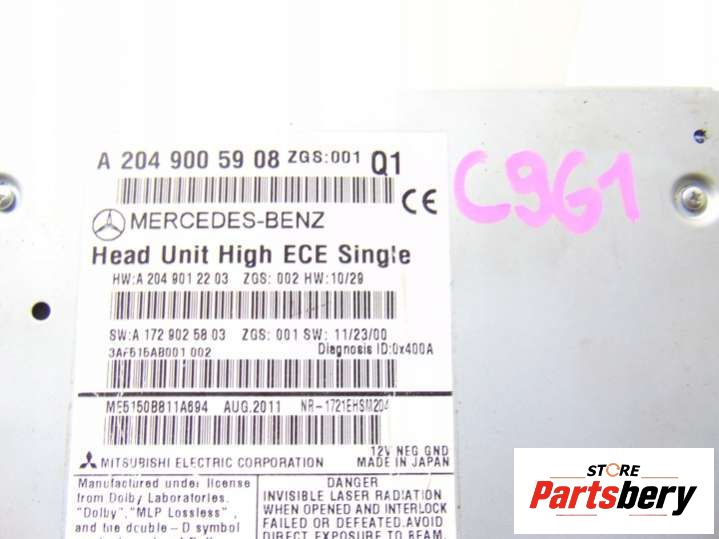 A 204 900 59 08 ZGS:001 Q1
C9G1
MERCEDES-BENZ
CE
Head Unit High ECE Single
HW:A 204 901 22 03 ZGS: 002 HW:10/29
SW:A 172 902 58 03 ZGS: 001 SW: 11/23/00
3AF616AB001 002 Diagnosis ID:0x400A
ME5150B811A694 AUG.2011 NR-1721EHSM204
12V NEG GND
MITSUBISHI ELECTRIC CORPORATION MADE IN JAPAN
Manufactured under license
from Dolby Laboratories.
"Dolby","MLP Lossless",
and the double-D symbol
DANGER
INVISIBLE LASER RADIATION
WHEN OPENED AND INTERLOCK
FAILED OR DEFEATED.AVOID
DIRECT EXPOSURE TO BEAM.
STORE
Partsbery